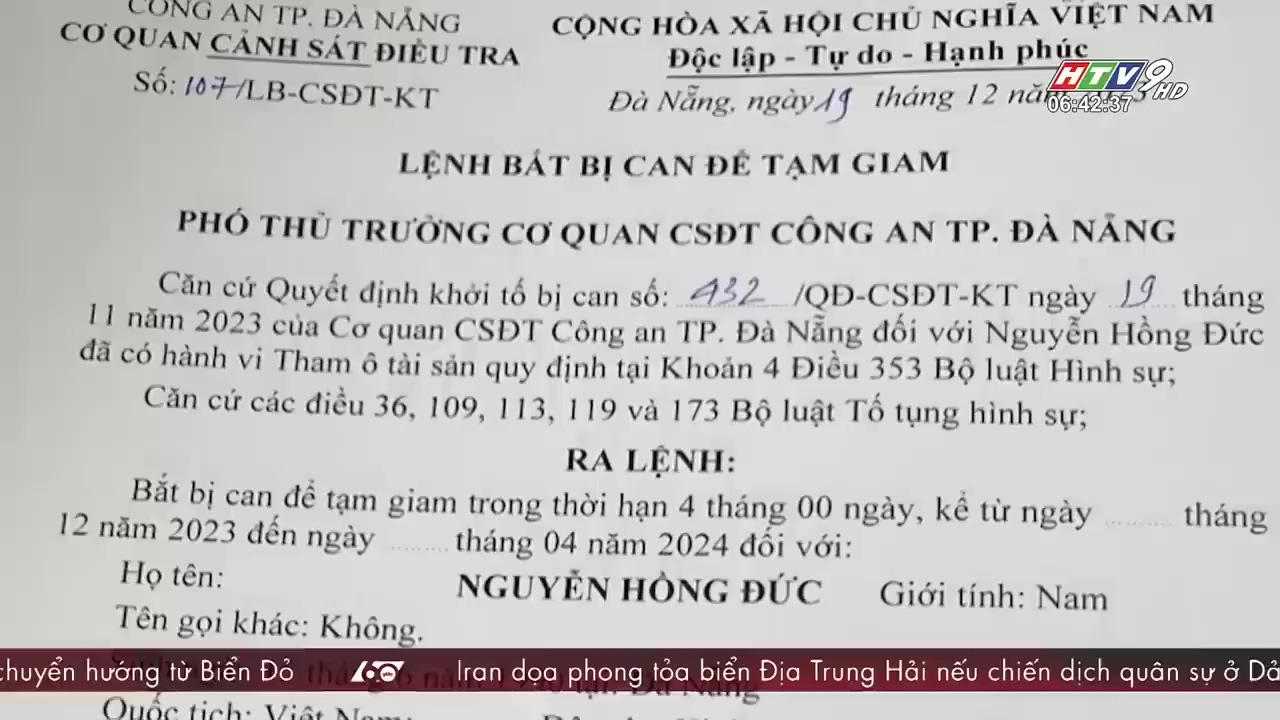 CÔNG AN TP. ĐÀ NẴNG
CƠ QUAN CẢNH SÁT ĐIỀU TRA
Số: 107/LB-CSĐT-KT
CỘNG HÒA XÃ HỘI CHỦ NGHĨA VIỆT NAM
Độc lập - Tự do - Hạnh phúc
Đà Nẵng, ngày 19 tháng 12 năm
HTV9 HD
06:42:37
LỆNH BẮT BỊ CAN ĐỂ TẠM GIAM
PHÓ THỦ TRƯỞNG CƠ QUAN CSĐT CÔNG AN TP. ĐÀ NẴNG
Căn cứ Quyết định khởi tố bị can số: 432 /QĐ-CSĐT-KT ngày 19 tháng
11 năm 2023 của Cơ quan CSĐT Công an TP. Đà Nẵng đối với Nguyễn Hồng Đức
đã có hành vi Tham ô tài sản quy định tại Khoản 4 Điều 353 Bộ luật Hình sự;
Căn cứ các điều 36, 109, 113, 119 và 173 Bộ luật Tố tụng hình sự;
RA LỆNH:
Bắt bị can để tạm giam trong thời hạn 4 tháng 00 ngày, kể từ ngày ......... tháng
12 năm 2023 đến ngày ......... tháng 04 năm 2024 đối với:
Họ tên: NGUYỄN HỒNG ĐỨC Giới tính: Nam
Tên gọi khác: Không.
chuyển hướng từ Biển Đỏ 60 Iran dọa phong tỏa biển Địa Trung Hải nếu chiến dịch quân sự ở Dả
Quốc tịch: Việt Nam;